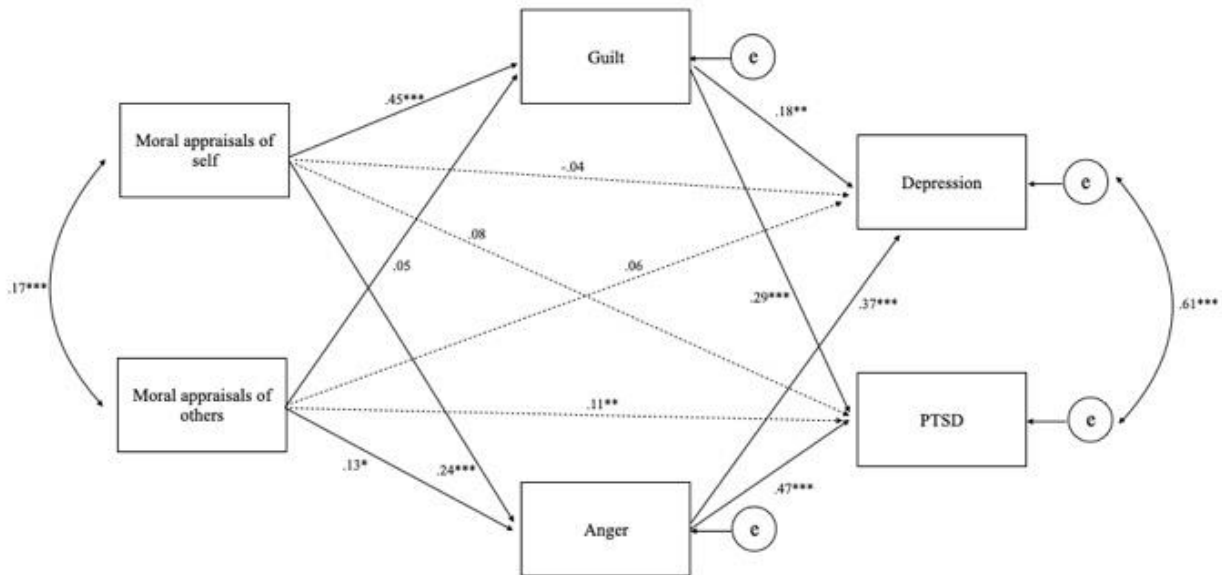 Guilt
e
.45***
.18**
Moral appraisals of
self
-.04
Depression
e
.08
.05
.06
.17***
.29***
.37***
.61***
Moral appraisals of
others
.11**
PTSD
e
.13*
.24***
.47***
Anger
e